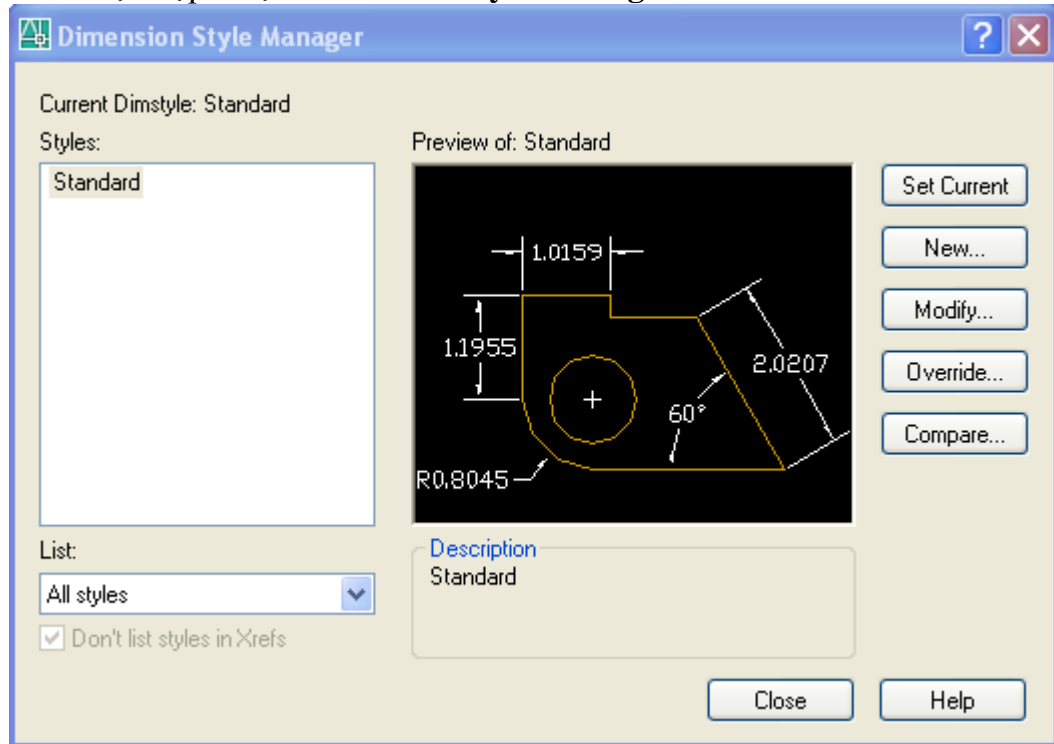 Dimension Style Manager
Current Dimstyle: Standard
Styles:
Standard
Preview of: Standard
1.0159
1.1955
2.0207
60°
R0.8045
Set Current
New...
Modify...
Override...
Compare...
List:
All styles
Don't list styles in Xrefs
Description
Standard
Close
Help